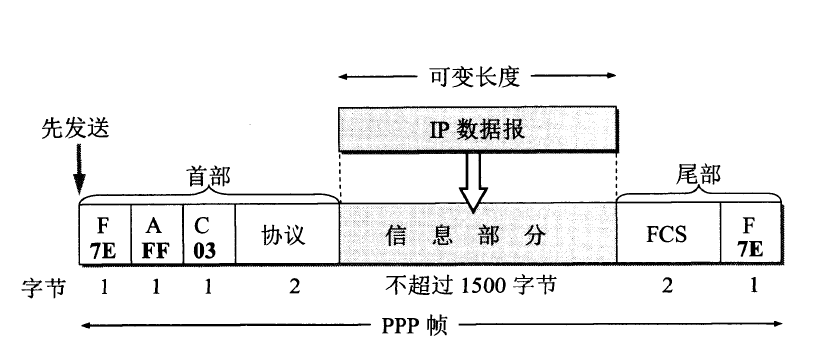 可变长度
IP 数据报
先发送
首部
尾部
F A C
7E FF 03 协议 信息部分 FCS F 7E
字节 1 1 1 2 不超过 1500 字节 2 1
PPP 帧